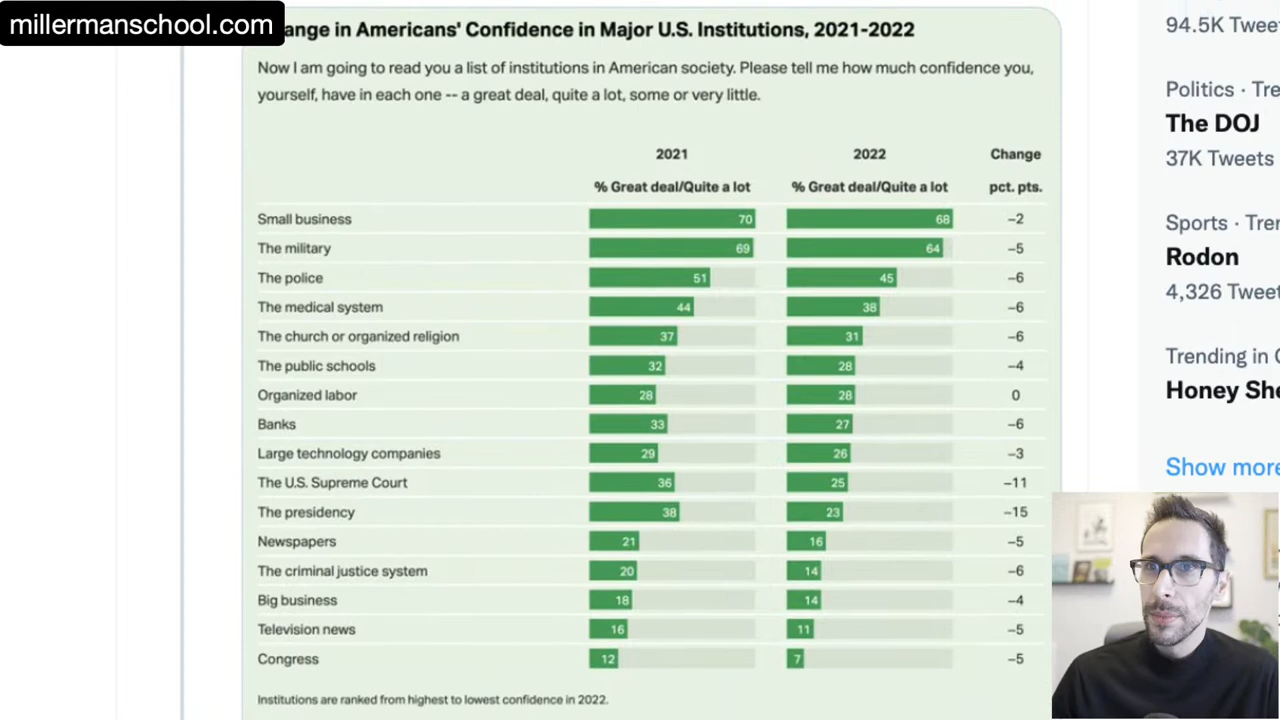 millermanschool.com
ange in Americans' Confidence in Major U.S. Institutions, 2021-2022
Now I am going to read you a list of institutions in American society. Please tell me how much confidence you,
yourself, have in each one -- a great deal, quite a lot, some or very little.
2021 2022 Change
% Great deal/Quite a lot % Great deal/Quite a lot pct. pts.
Small business 70 68 −2
The military 69 64 −5
The police 51 45 −6
The medical system 44 38 −6
The church or organized religion 37 31 −6
The public schools 32 28 −4
Organized labor 28 28 0
Banks 33 27 −6
Large technology companies 29 26 −3
The U.S. Supreme Court 36 25 −11
The presidency 38 23 −15
Newspapers 21 16 −5
The criminal justice system 20 14 −6
Big business 18 14 −4
Television news 16 11 −5
Congress 12 7 −5
Institutions are ranked from highest to lowest confidence in 2022.
94.5K Twee
Politics · Tre
The DOJ
37K Tweets
Sports · Trer
Rodon
4,326 Tweet
Trending in C
Honey She
Show more